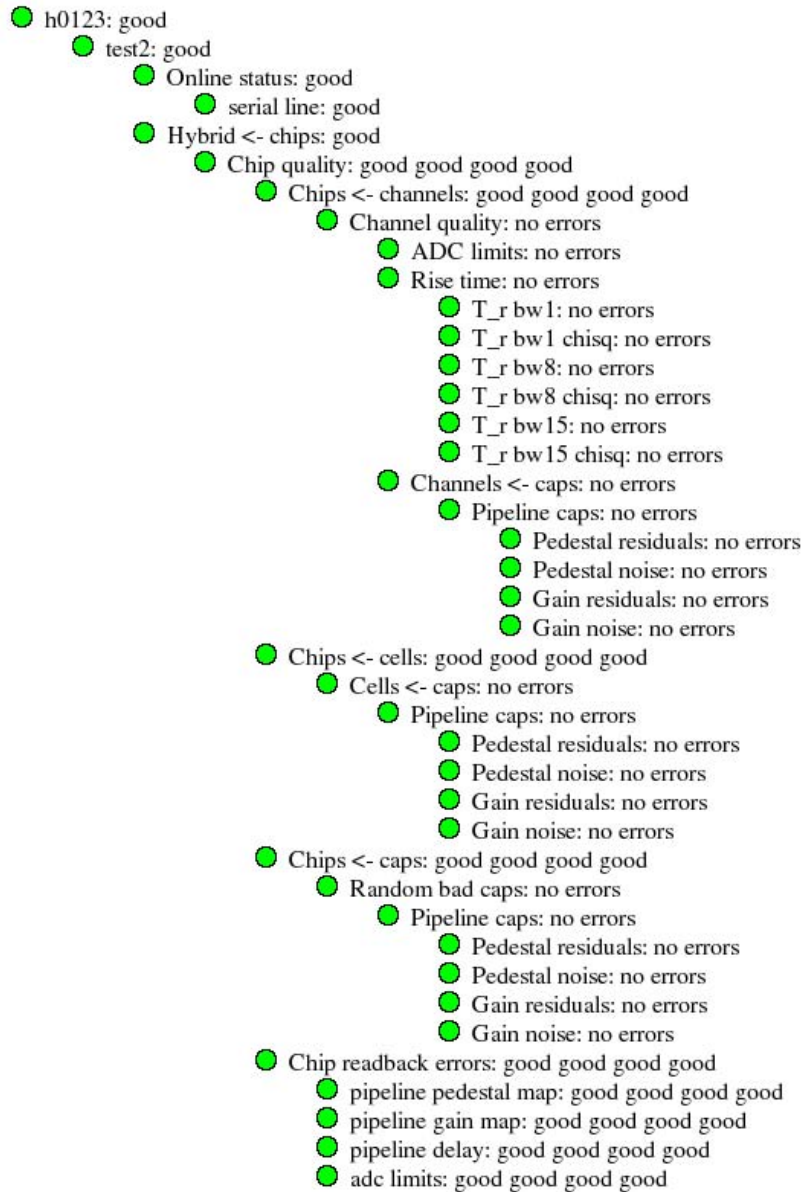 h0123: good
test2: good
Online status: good
serial line: good
Hybrid <- chips: good
Chip quality: good good good good
Chips <- channels: good good good good
Channel quality: no errors
ADC limits: no errors
Rise time: no errors
T_r bw1: no errors
T_r bw1 chisq: no errors
T_r bw8: no errors
T_r bw8 chisq: no errors
T_r bw15: no errors
T_r bw15 chisq: no errors
Channels <- caps: no errors
Pipeline caps: no errors
Pedestal residuals: no errors
Pedestal noise: no errors
Gain residuals: no errors
Gain noise: no errors
Chips <- cells: good good good good
Cells <- caps: no errors
Pipeline caps: no errors
Pedestal residuals: no errors
Pedestal noise: no errors
Gain residuals: no errors
Gain noise: no errors
Chips <- caps: good good good good
Random bad caps: no errors
Pipeline caps: no errors
Pedestal residuals: no errors
Pedestal noise: no errors
Gain residuals: no errors
Gain noise: no errors
Chip readback errors: good good good good
pipeline pedestal map: good good good good
pipeline gain map: good good good good
pipeline delay: good good good good
adc limits: good good good good